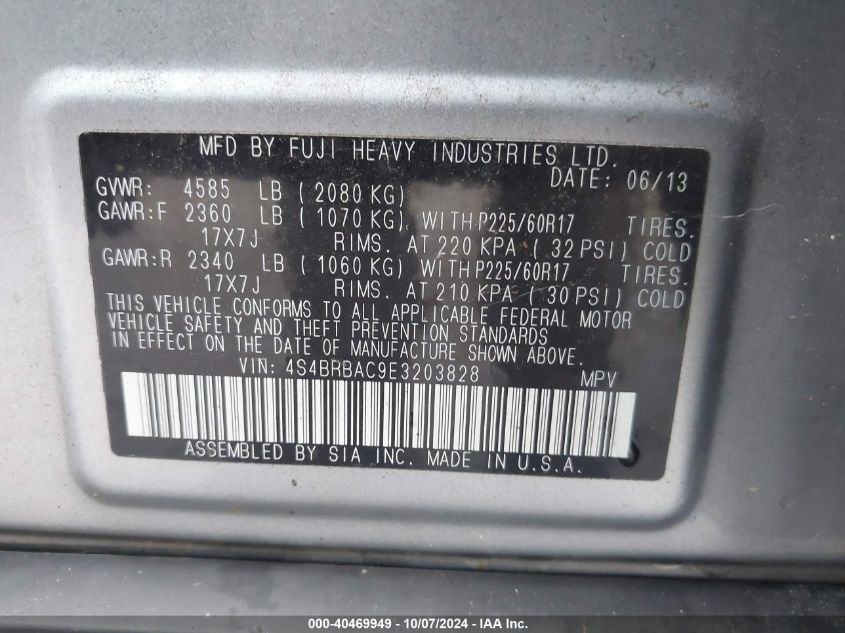 MFD BY FUJI HEAVY INDUSTRIES LTD.
DATE: 06/13
GVWR: 4585 LB ( 2080 KG)
GAWR:F 2360 LB ( 1070 KG) WITH P225/60R17 TIRES.
17X7J RIMS. AT 220 KPA ( 32 PSI) COLD
GAWR:R 2340 LB ( 1060 KG) WITH P225/60R17 TIRES.
17X7J RIMS. AT 210 KPA ( 30 PSI) COLD
THIS VEHICLE CONFORMS TO ALL APPLICABLE FEDERAL MOTOR
VEHICLE SAFETY AND THEFT PREVENTION STANDARDS
IN EFFECT ON THE DATE OF MANUFACTURE SHOWN ABOVE.
VIN: 4S4BRBAC9E3203828 MPV
ASSEMBLED BY SIA INC. MADE IN U.S.A.
000-40469949 - 10/07/2024 - IAA Inc.